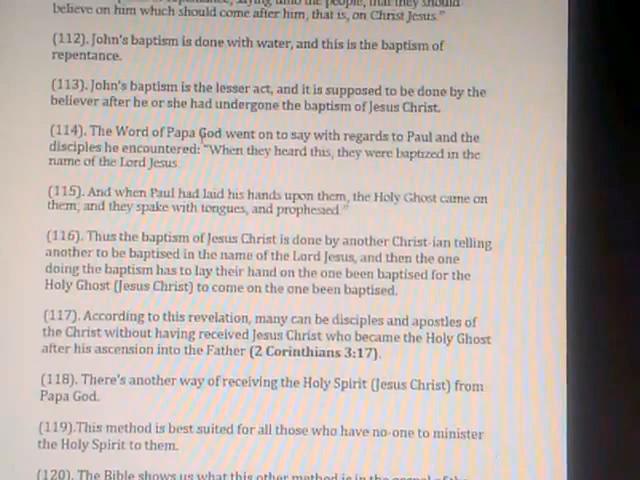 believe on him which should come after him, that is, on Christ Jesus."
(112). John's baptism is done with water, and this is the baptism of
repentance.
(113). John's baptism is the lesser act, and it is supposed to be done by the
believer after he or she had undergone the baptism of Jesus Christ.
(114). The Word of Papa God went on to say with regards to Paul and the
disciples he encountered: "When they heard this, they were baptized in the
name of the Lord Jesus.
(115). And when Paul had laid his hands upon them, the Holy Ghost came on
them; and they spake with tongues, and prophesied."
(116). Thus the baptism of Jesus Christ is done by another Christ-ian telling
another to be baptised in the name of the Lord Jesus, and then the one
doing the baptism has to lay their hand on the one been baptised for the
Holy Ghost (Jesus Christ) to come on the one been baptised.
(117). According to this revelation, many can be disciples and apostles of
the Christ without having received Jesus Christ who became the Holy Ghost
after his ascension into the Father (2 Corinthians 3:17).
(118). There's another way of receiving the Holy Spirit (Jesus Christ) from
Papa God.
(119).This method is best suited for all those who have no-one to minister
the Holy Spirit to them.
(120). The Bible shows us what this other method is in the gospel of the